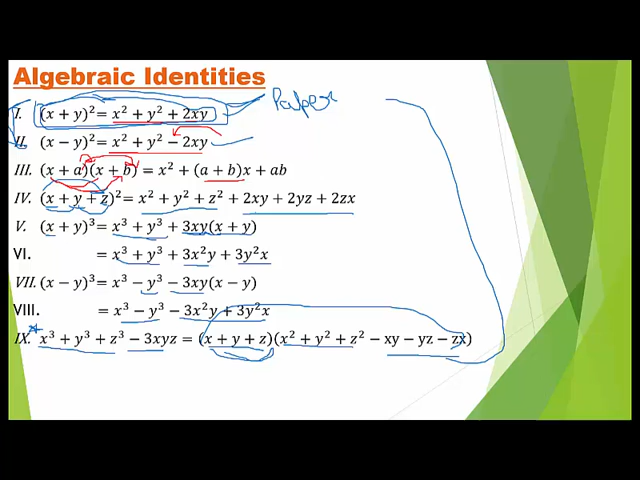 Algebraic Identities
I. (x + y)² = x² + y² + 2xy
Paper
II. (x − y)² = x² + y² − 2xy
III. (x + a)(x + b) = x² + (a + b)x + ab
IV. (x + y + z)² = x² + y² + z² + 2xy + 2yz + 2zx
V. (x + y)³ = x³ + y³ + 3xy(x + y)
VI. = x³ + y³ + 3x²y + 3y²x
VII. (x − y)³ = x³ − y³ − 3xy(x − y)
VIII. = x³ − y³ − 3x²y + 3y²x
IX. x³ + y³ + z³ − 3xyz = (x + y + z)(x² + y² + z² − xy − yz − zx)